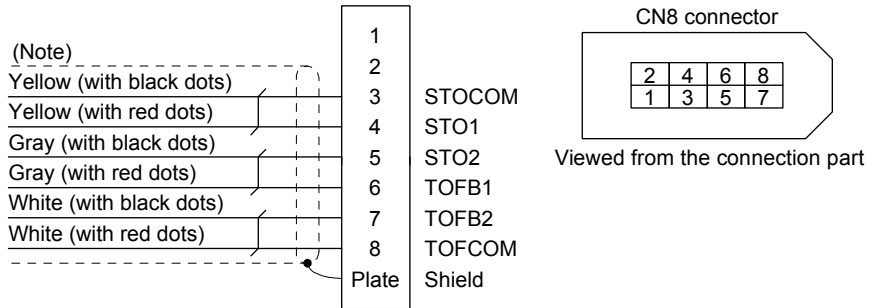 CN8 connector
(Note)
1
2
Yellow (with black dots)
3 STOCOM
Yellow (with red dots)
4 STO1
Gray (with black dots)
5 STO2
Gray (with red dots)
6 TOFB1
White (with black dots)
7 TOFB2
White (with red dots)
8 TOFCOM
Plate Shield
2 4 6 8
1 3 5 7
Viewed from the connection part